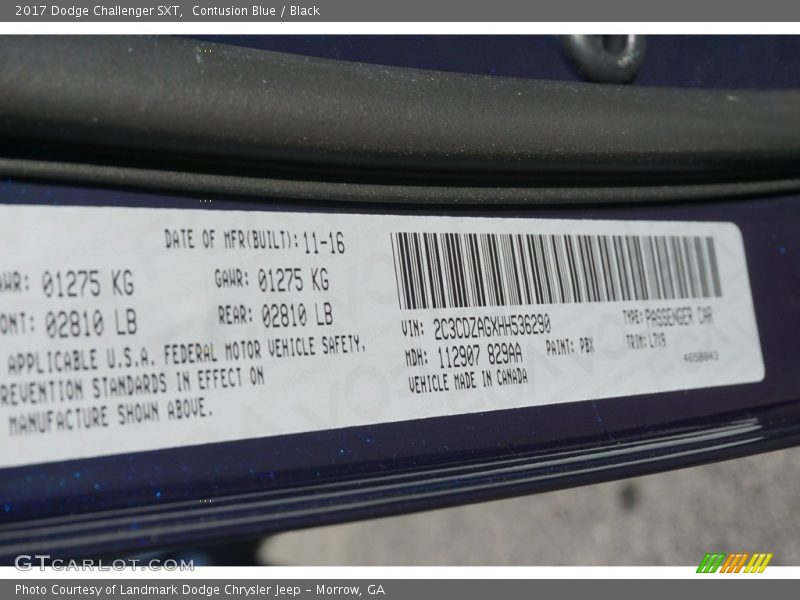 2017 Dodge Challenger SXT, Contusion Blue / Black
DATE OF MFR(BUILT): 11-16
AWR: 01275 KG GAWR: 01275 KG
ONT: 02810 LB REAR: 02810 LB
APPLICABLE U.S.A. FEDERAL MOTOR VEHICLE SAFETY.
REVENTION STANDARDS IN EFFECT ON
MANUFACTURE SHOWN ABOVE.
VIN: 2C3CDZAGXHH536290 TYPE: PASSENGER CAR
MDH: 112907 829AA PAINT: PBX TRIM: L7X9
VEHICLE MADE IN CANADA
GTCARLOT.COM
Photo Courtesy of Landmark Dodge Chrysler Jeep - Morrow, GA